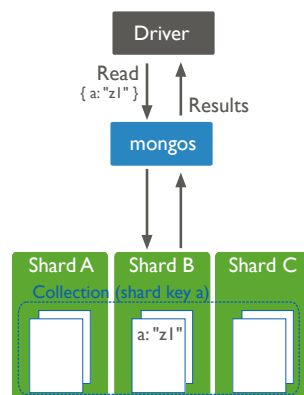 Driver
Read
{ a: "z1" }
Results
mongos
Shard A
Shard B
Shard C
Collection (shard key a)
a: "z1"